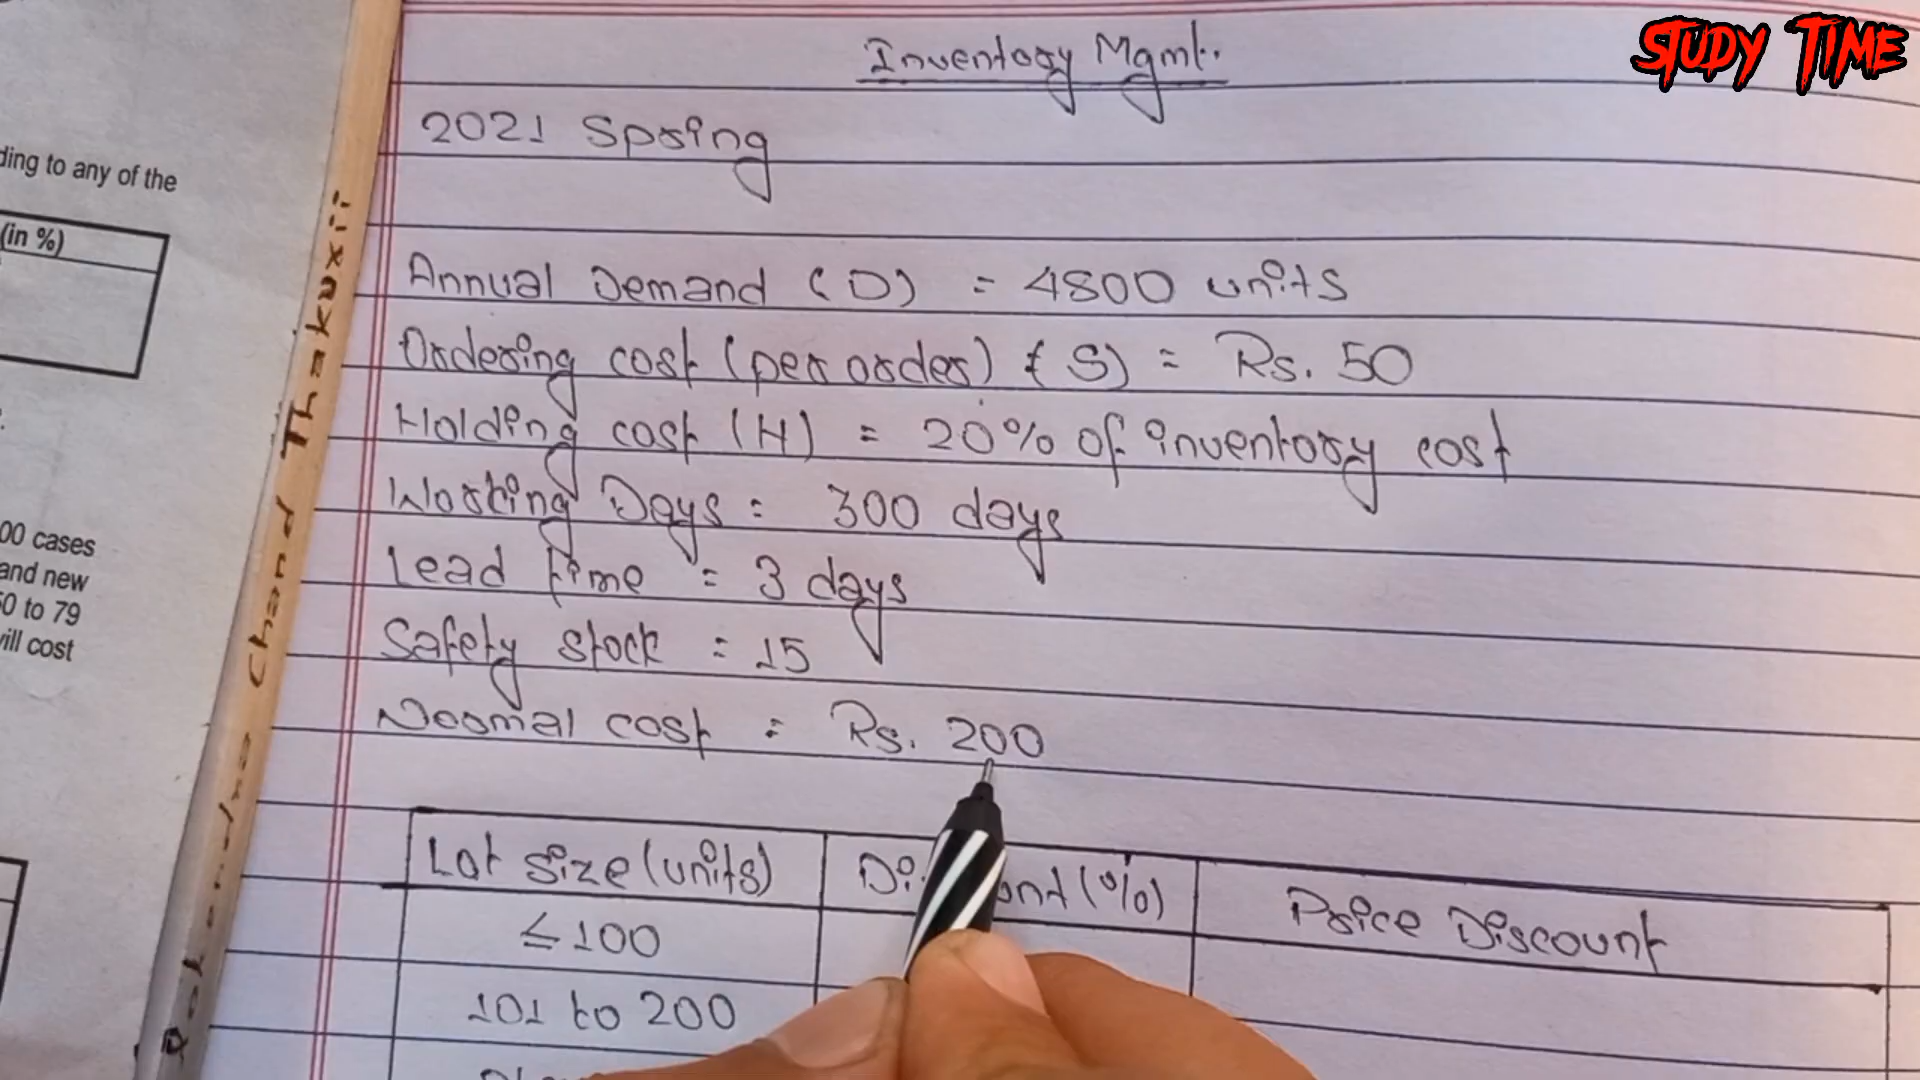 STUDY TIME
Inventory Mgmt.
2021 Spring
ding to any of the
(in %)
Annual Demand (D) = 4800 units
Ordering cost (per order) (S) = Rs. 50
Holding cost (H) = 20% of inventory cost
Working Days = 300 days
Lead time = 3 days
Safety stock = 15
Normal cost = Rs. 200
00 cases
and new
50 to 79
will cost
Chand Thakurii
Lot size (units)
(%)
Price Discount
≤ 100
101 to 200